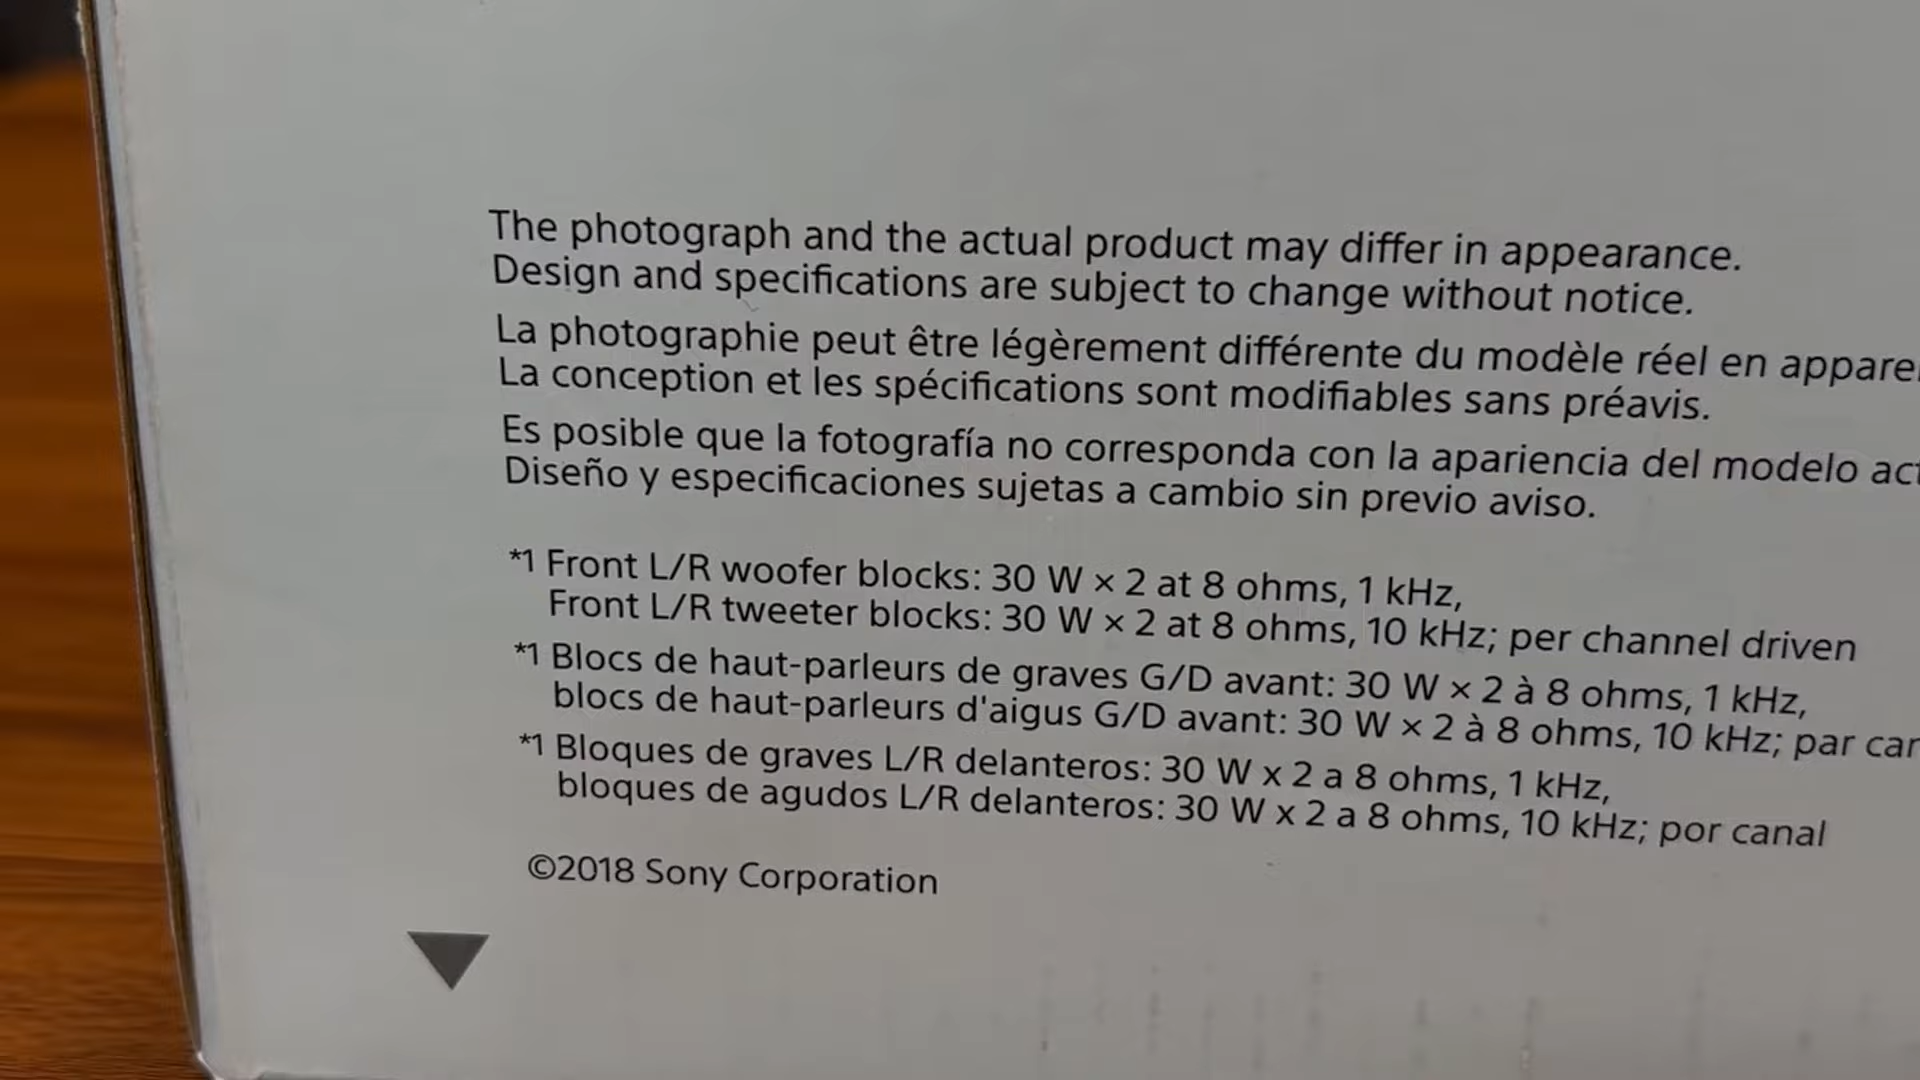 The photograph and the actual product may differ in appearance.
Design and specifications are subject to change without notice.
La photographie peut être légèrement différente du modèle réel en
La conception et les spécifications sont modifiables sans préavis.
Es posible que la fotografía no corresponda con la apariencia del modelo
Diseño y especificaciones sujetas a cambio sin previo aviso.
*1 Front L/R woofer blocks: 30 W × 2 at 8 ohms, 1 kHz,
Front L/R tweeter blocks: 30 W × 2 at 8 ohms, 10 kHz; per channel driven
*1 Blocs de haut-parleurs de graves G/D avant: 30 W × 2 à 8 ohms, 1 kHz,
blocs de haut-parleurs d'aigus G/D avant: 30 W × 2 à 8 ohms, 10 kHz; par
*1 Bloques de graves L/R delanteros: 30 W x 2 a 8 ohms, 1 kHz,
bloques de agudos L/R delanteros: 30 W x 2 a 8 ohms, 10 kHz; por canal
©2018 Sony Corporation